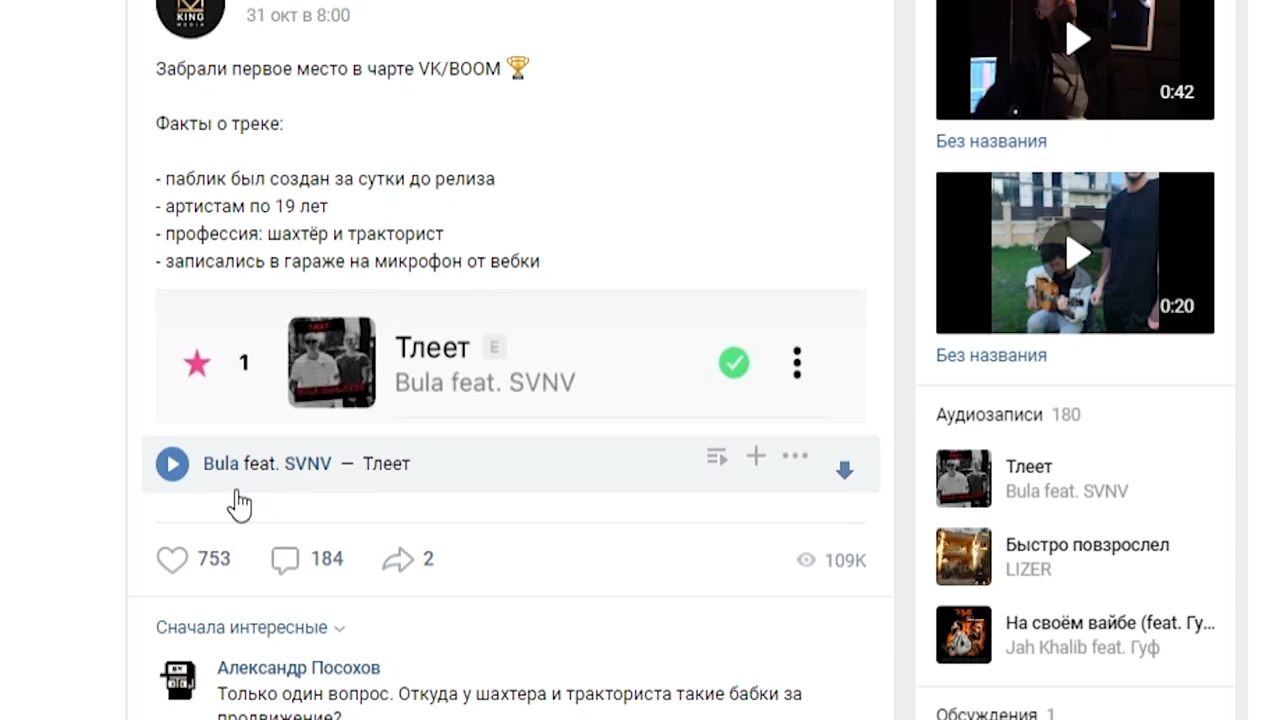 KING
MEDIA
31 окт в 8:00
Забрали первое место в чарте VK/BOOM 🏆
Факты о треке:
- паблик был создан за сутки до релиза
- артистам по 19 лет
- профессия: шахтёр и тракторист
- записались в гараже на микрофон от вебки
1
Тлеет E
Bula feat. SVNV
Bula feat. SVNV — Тлеет
753
184
2
109K
Сначала интересные
Александр Посохов
Только один вопрос. Откуда у шахтера и тракториста такие бабки за
продвижение?
0:42
Без названия
0:20
Без названия
Аудиозаписи 180
Тлеет
Bula feat. SVNV
Быстро повзрослел
LIZER
На своём вайбе (feat. Гу...
Jah Khalib feat. Гуф
Обсуждения 1